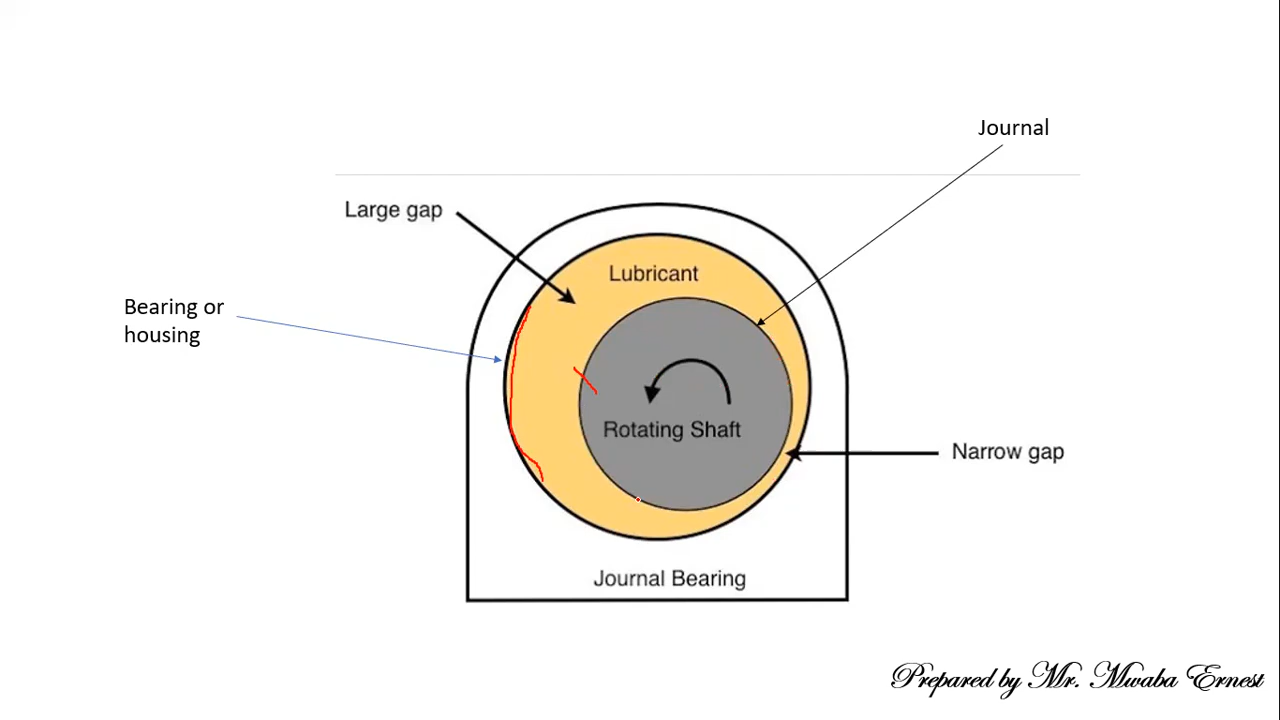 Journal
Large gap
Lubricant
Bearing or
housing
Rotating Shaft
Narrow gap
Journal Bearing
Prepared by Mr. Mwaba Ernest